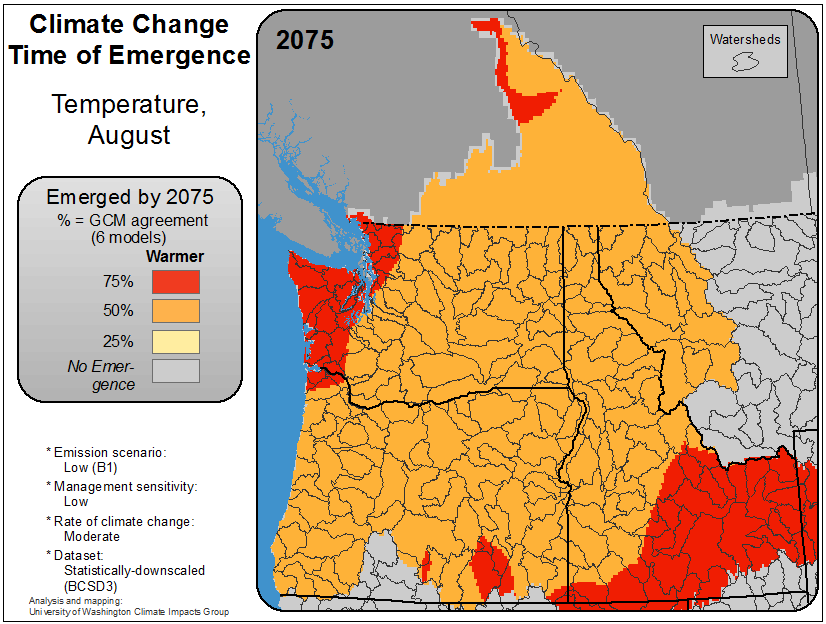 Climate Change
Time of Emergence
Temperature,
August
Emerged by 2075
% = GCM agreement
(6 models)
Warmer
75%
50%
25%
No Emer-
gence
* Emission scenario:
Low (B1)
* Management sensitivity:
Low
* Rate of climate change:
Moderate
* Dataset:
Statistically-downscaled
(BCSD3)
Analysis and mapping:
University of Washington Climate Impacts Group
2075
Watersheds